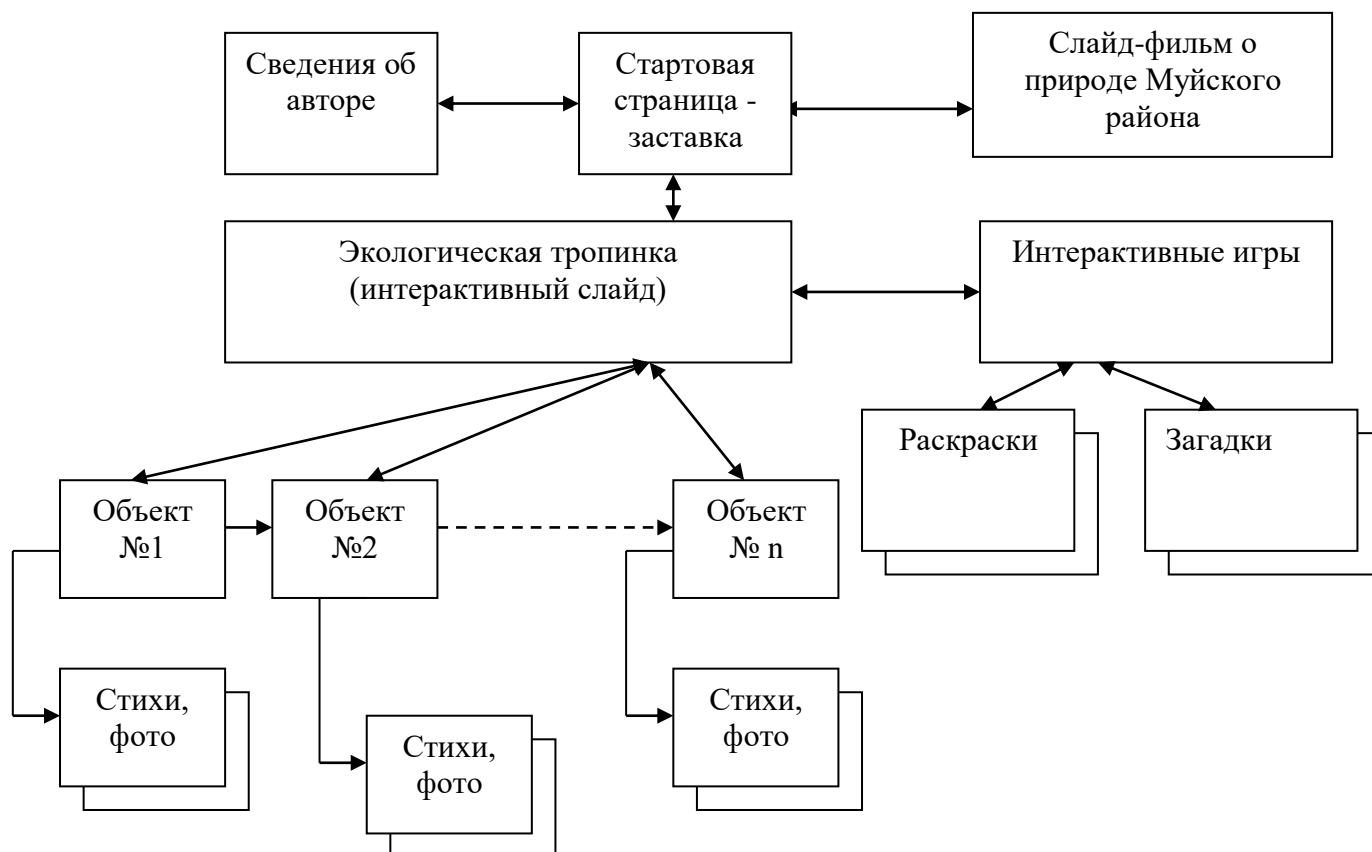 Сведения об
авторе
Стартовая
страница -
заставка
Слайд-фильм о
природе Муйского
района
Экологическая тропинка
(интерактивный слайд)
Интерактивные игры
Раскраски
Загадки
Объект
№1
Объект
№2
Объект
№ n
Стихи,
фото
Стихи,
фото
Стихи,
фото